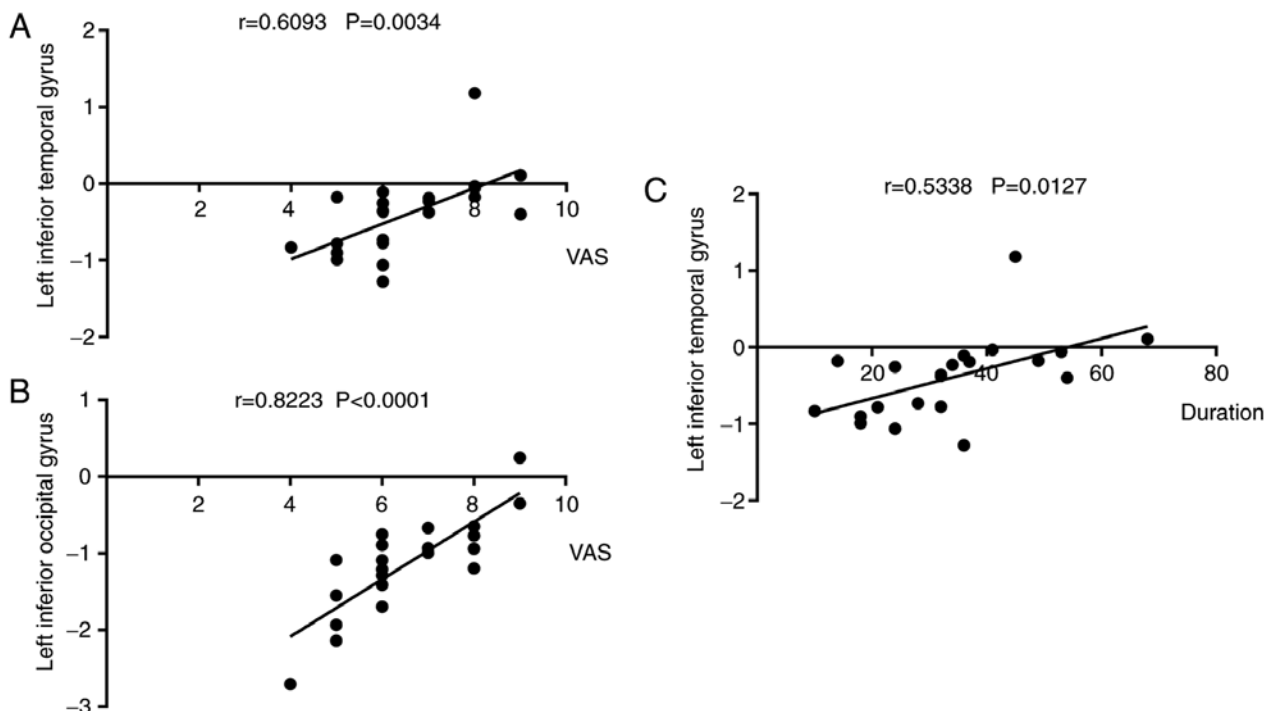 A
r=0.6093 P=0.0034
Left inferior temporal gyrus
2
1
0
−1
−2
2 4 6 8 10
VAS
B
r=0.8223 P<0.0001
Left inferior occipital gyrus
1
0
−1
−2
−3
2 4 6 8 10
VAS
C
r=0.5338 P=0.0127
Left inferior temporal gyrus
2
1
0
−1
−2
20 40 60 80
Duration